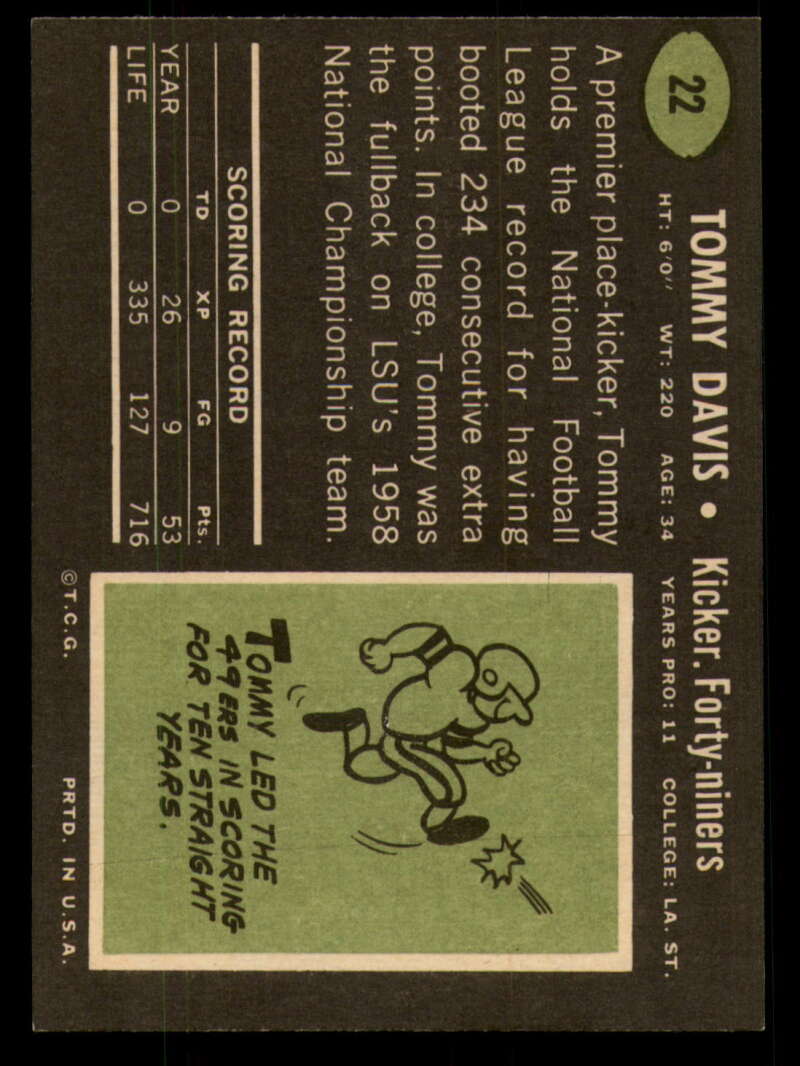 22
TOMMY DAVIS • Kicker. Forty-niners
HT: 6'0" WT: 220 AGE: 34 YEARS PRO: 11 COLLEGE: LA. ST.
A premier place-kicker, Tommy
holds the National Football
League record for having
booted 234 consecutive extra
points. In college, Tommy was
the fullback on LSU's 1958
National Championship team.
SCORING RECORD
TD XP FG Pts.
YEAR 0 26 9 53
LIFE 0 335 127 716
TOMMY LED THE
49ERS IN SCORING
FOR TEN STRAIGHT
YEARS.
©T.C.G. PRTD. IN U.S.A.